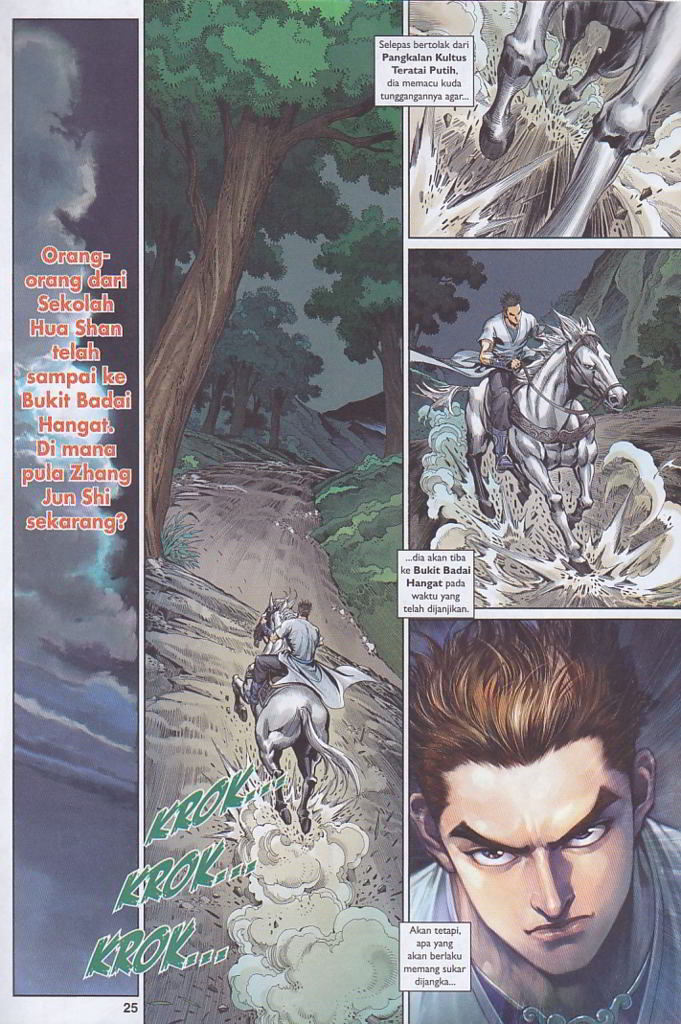 Orang-
orang dari
Sekolah
Hua Shan
telah
sampai ke
Bukit Badai
Hangat.
Di mana
pula Zhang
Jun Shi
sekarang?
KROK...
KROK...
KROK...
Selepas bertolak dari
Pangkalan Kultus
Teratai Putih,
dia memacu kuda
tunggangannya agar...
...dia akan tiba
ke Bukit Badai
Hangat pada
waktu yang
telah dijanjikan.
Akan tetapi,
apa yang
akan berlaku
memang sukar
dijangka...
25